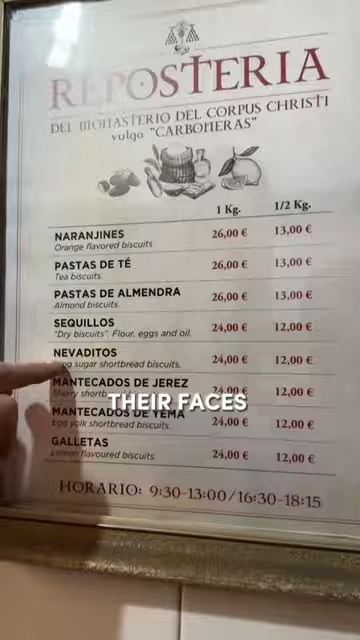 REPOSTERIA
DEL MONASTERIO DEL CORPUS CHRISTI
vulgo "CARBONERAS"
1 Kg. 1/2 Kg.
NARANJINES 26,00 € 13,00 €
Orange flavored biscuits
PASTAS DE TÉ 26,00 € 13,00 €
Tea biscuits.
PASTAS DE ALMENDRA 26,00 € 13,00 €
Almond biscuits.
SEQUILLOS 24,00 € 12,00 €
"Dry biscuits". Flour, eggs and oil.
NEVADITOS 24,00 € 12,00 €
sugar shortbread biscuits.
MANTECADOS DE JEREZ 24,00 € 12,00 €
Sherry
THEIR FACES
MANTECADOS DE YEMA 24,00 € 12,00 €
Egg yolk shortbread biscuits.
GALLETAS 24,00 € 12,00 €
Lemon flavoured biscuits
HORARIO: 9:30-13:00/16:30-18:15